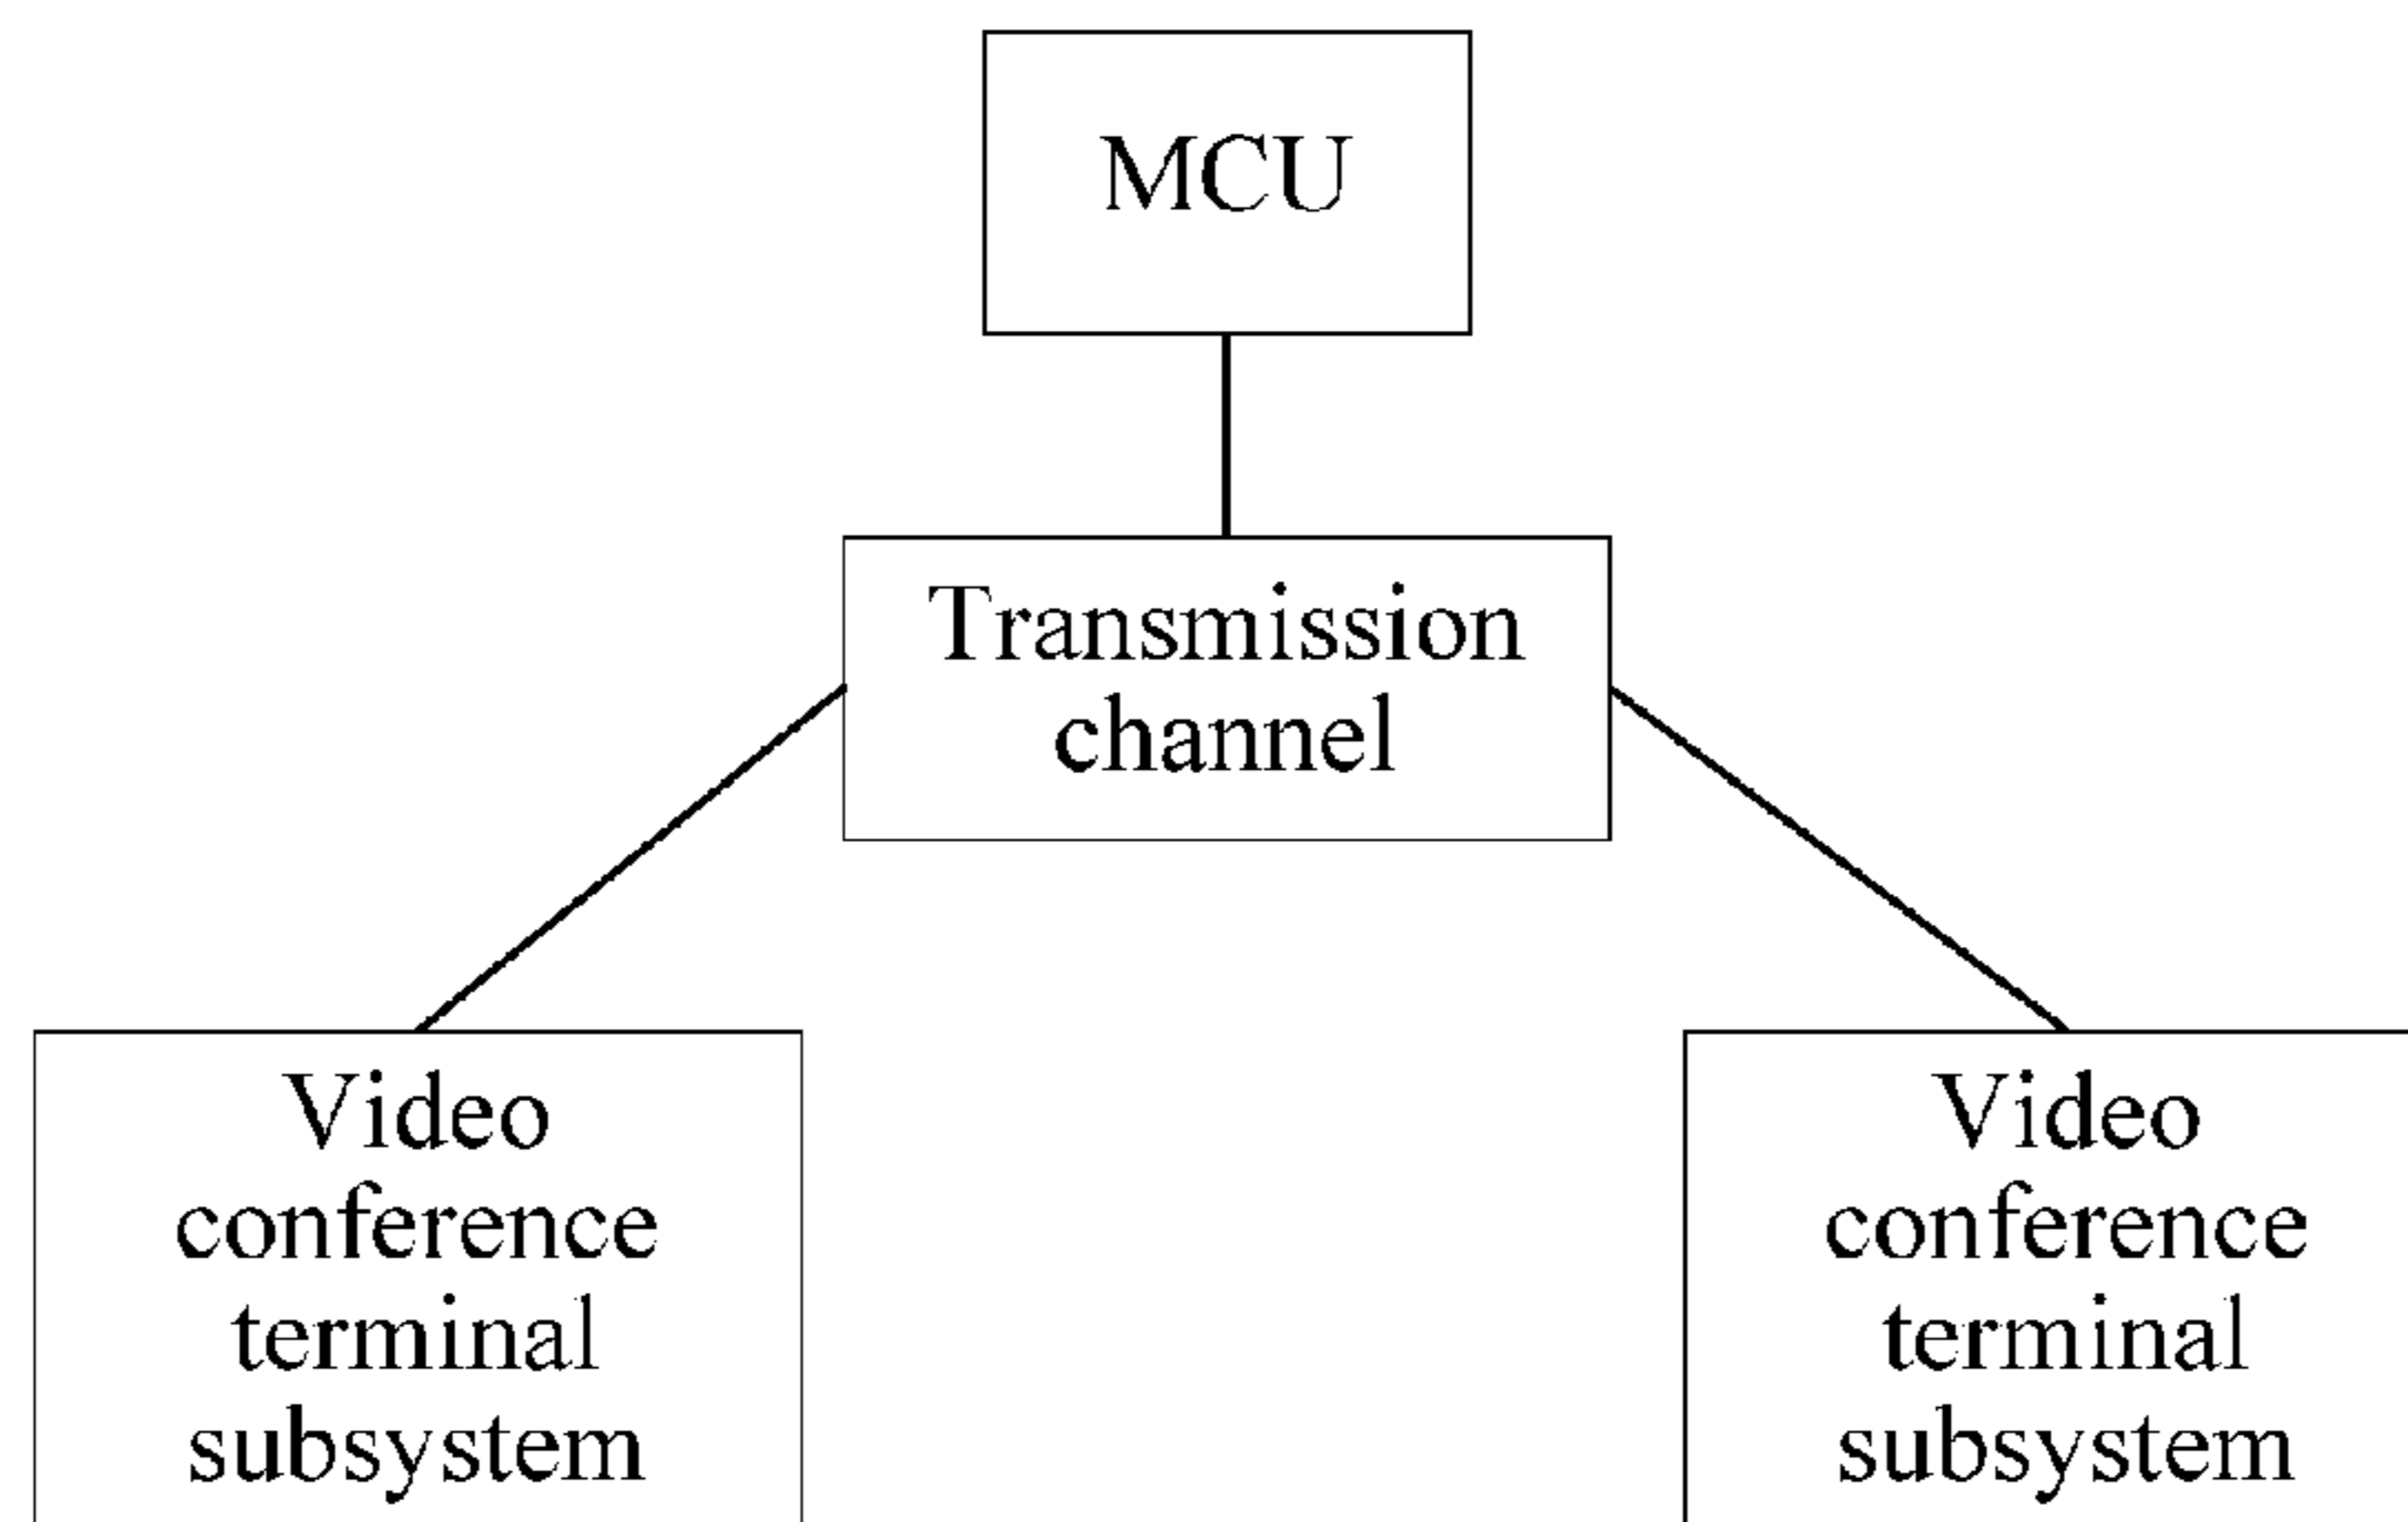 MCU
Transmission
channel
Video
conference
terminal
subsystem
Video
conference
terminal
subsystem